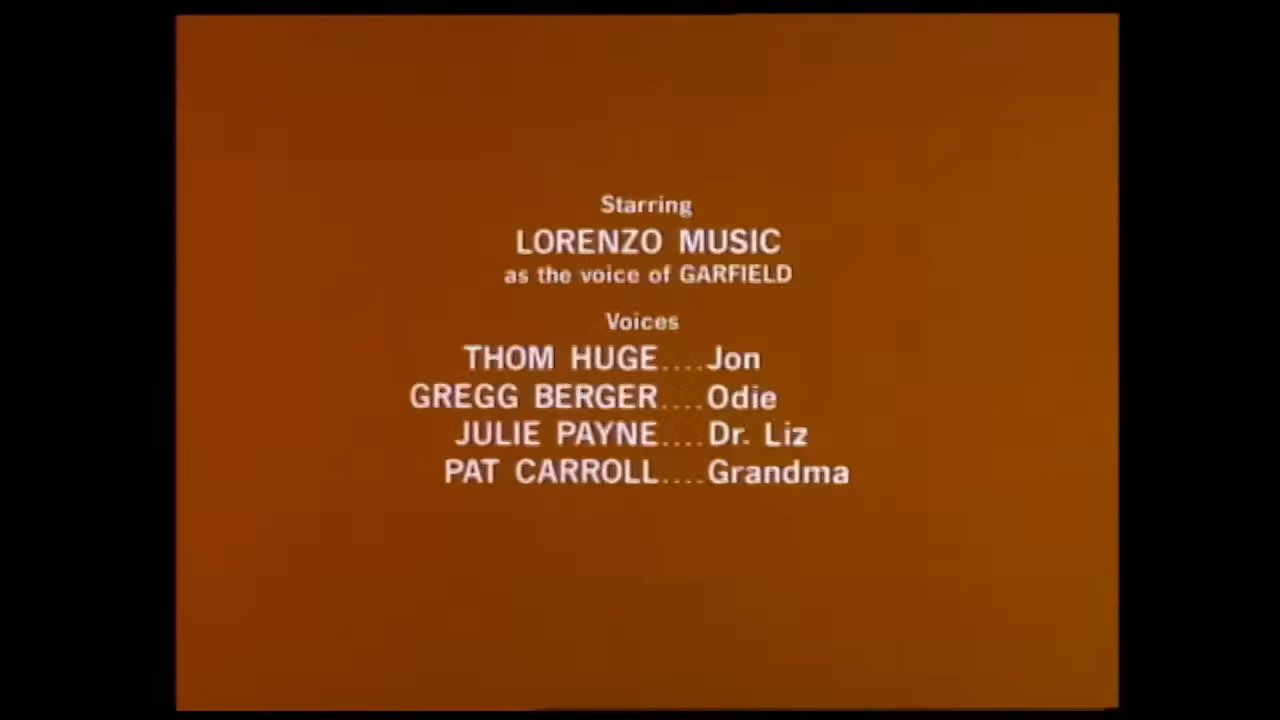 Starring
LORENZO MUSIC
as the voice of GARFIELD
Voices
THOM HUGE....Jon
GREGG BERGER....Odie
JULIE PAYNE....Dr. Liz
PAT CARROLL....Grandma